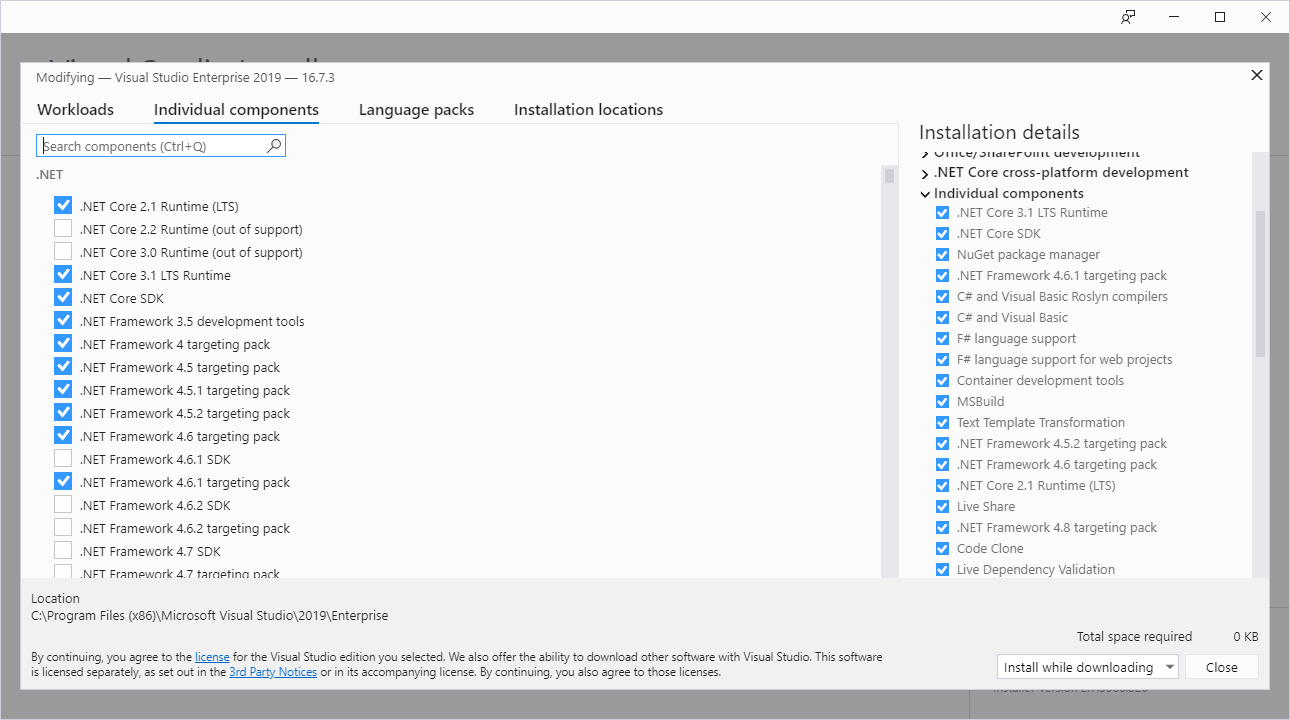 Modifying — Visual Studio Enterprise 2019 — 16.7.3
Workloads
Individual components
Language packs
Installation locations
Search components (Ctrl+Q)
.NET
.NET Core 2.1 Runtime (LTS)
.NET Core 2.2 Runtime (out of support)
.NET Core 3.0 Runtime (out of support)
.NET Core 3.1 LTS Runtime
.NET Core SDK
.NET Framework 3.5 development tools
.NET Framework 4 targeting pack
.NET Framework 4.5 targeting pack
.NET Framework 4.5.1 targeting pack
.NET Framework 4.5.2 targeting pack
.NET Framework 4.6 targeting pack
.NET Framework 4.6.1 SDK
.NET Framework 4.6.1 targeting pack
.NET Framework 4.6.2 SDK
.NET Framework 4.6.2 targeting pack
.NET Framework 4.7 SDK
.NET Framework 4.7 targeting pack
Installation details
Office/SharePoint development
.NET Core cross-platform development
Individual components
.NET Core 3.1 LTS Runtime
.NET Core SDK
NuGet package manager
.NET Framework 4.6.1 targeting pack
C# and Visual Basic Roslyn compilers
C# and Visual Basic
F# language support
F# language support for web projects
Container development tools
MSBuild
Text Template Transformation
.NET Framework 4.5.2 targeting pack
.NET Framework 4.6 targeting pack
.NET Core 2.1 Runtime (LTS)
Live Share
.NET Framework 4.8 targeting pack
Code Clone
Live Dependency Validation
Location
C:\Program Files (x86)\Microsoft Visual Studio\2019\Enterprise
Total space required 0 KB
By continuing, you agree to the license for the Visual Studio edition you selected. We also offer the ability to download other software with Visual Studio. This software
is licensed separately, as set out in the 3rd Party Notices or in its accompanying license. By continuing, you also agree to those licenses.
Install while downloading
Close